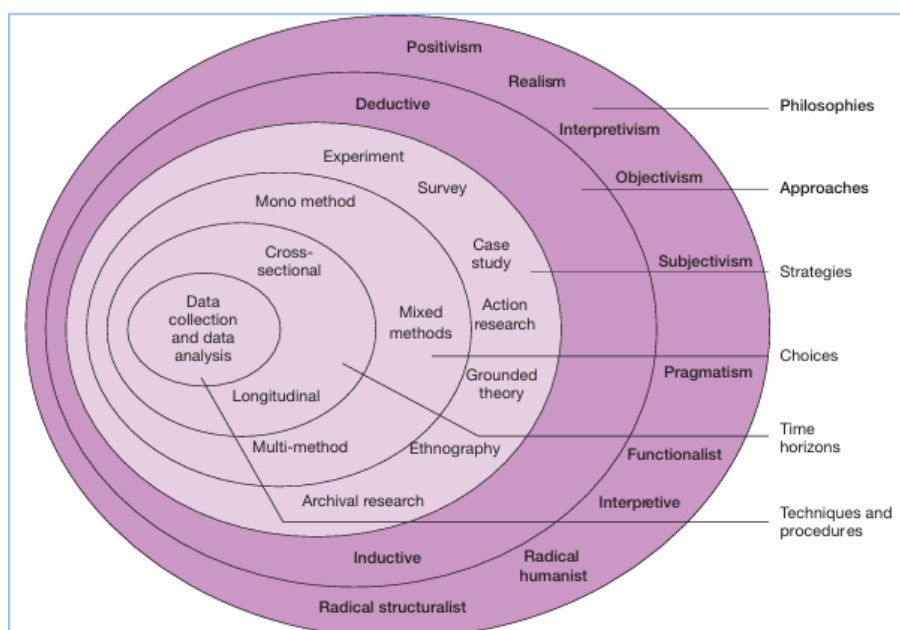 Positivism
Realism
Philosophies
Deductive
Interpretivism
Experiment
Objectivism
Approaches
Survey
Mono method
Case
study
Cross-
sectional
Subjectivism
Strategies
Data
collection
and data
analysis
Mixed
methods
Action
research
Choices
Grounded
theory
Pragmatism
Longitudinal
Time
horizons
Multi-method
Ethnography
Functionalist
Archival research
Interpretive
Techniques and
procedures
Inductive
Radical
humanist
Radical structuralist